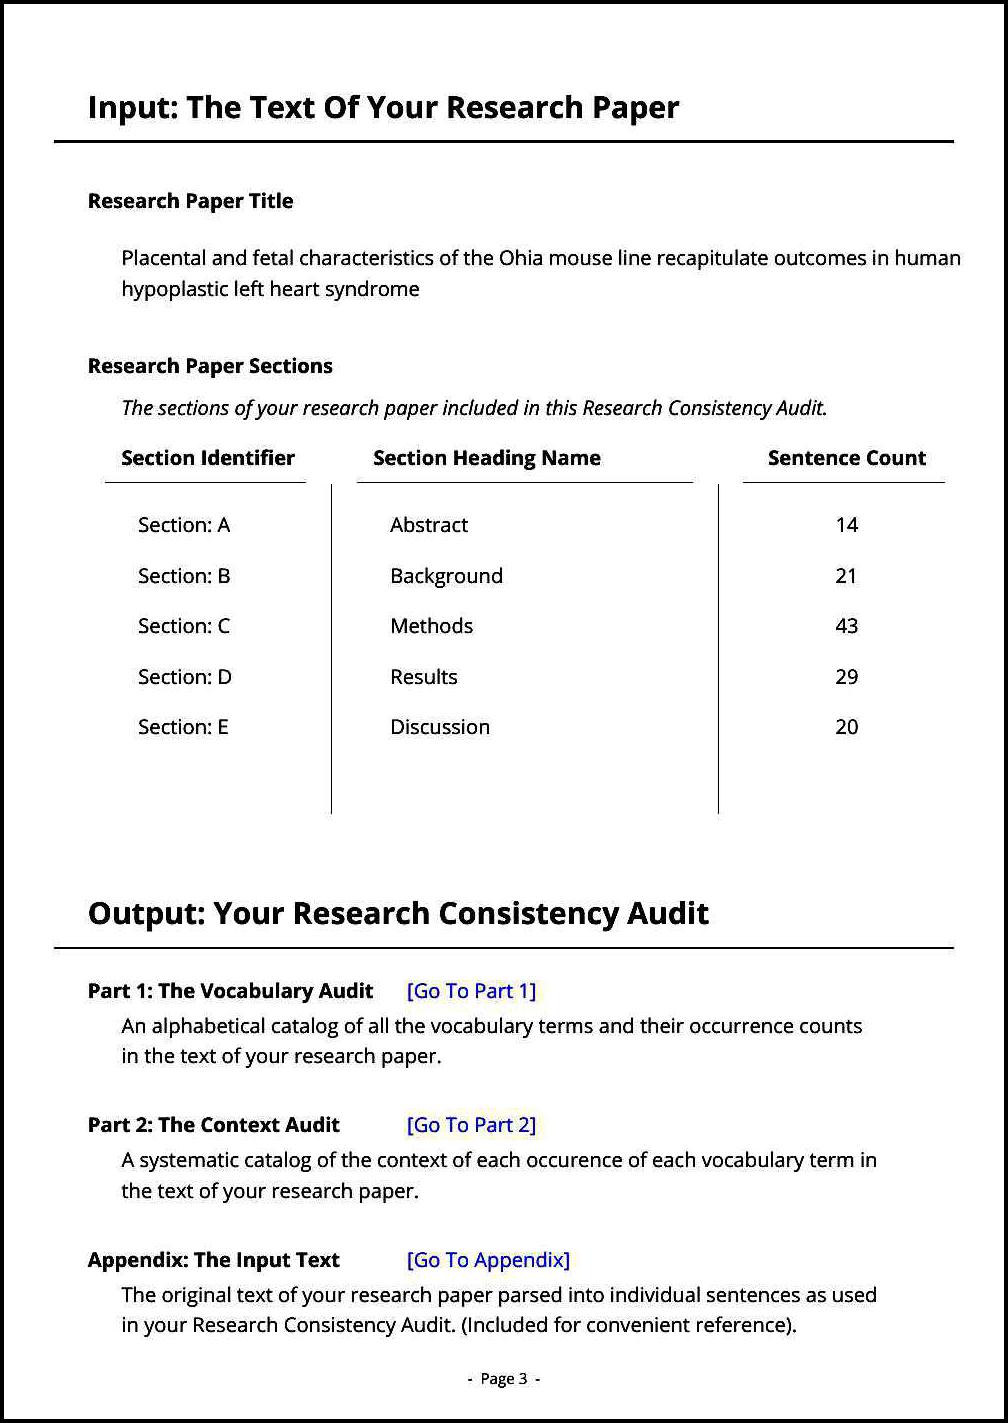 Input: The Text Of Your Research Paper
Research Paper Title
Placental and fetal characteristics of the Ohia mouse line recapitulate outcomes in human
hypoplastic left heart syndrome
Research Paper Sections
The sections of your research paper included in this Research Consistency Audit.
Section Identifier Section Heading Name Sentence Count
Section: A Abstract 14
Section: B Background 21
Section: C Methods 43
Section: D Results 29
Section: E Discussion 20
Output: Your Research Consistency Audit
Part 1: The Vocabulary Audit [Go To Part 1]
An alphabetical catalog of all the vocabulary terms and their occurrence counts
in the text of your research paper.
Part 2: The Context Audit [Go To Part 2]
A systematic catalog of the context of each occurence of each vocabulary term in
the text of your research paper.
Appendix: The Input Text [Go To Appendix]
The original text of your research paper parsed into individual sentences as used
in your Research Consistency Audit. (Included for convenient reference).
- Page 3 -